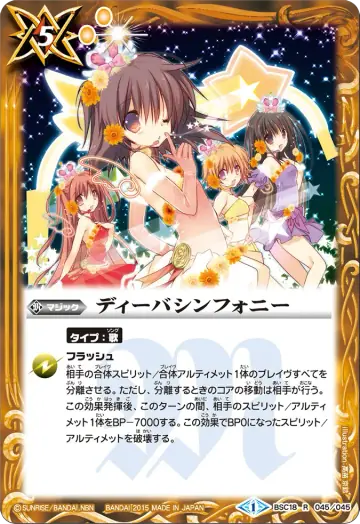 5
マジック
ディーバシンフォニー
タイプ:歌
ソング
フラッシュ
相手の合体スピリット/合体アルティメット1体のブレイヴすべてを
分離させる。ただし、分離するときのコアの移動は相手が行う。
この効果発揮後、このターンの間、相手のスピリット/アルティ
メット1体をBP-7000する。この効果でBP0になったスピリット/
アルティメットを破壊する。
©SUNRISE/BANDAI,NBN BANDAI 2015 MADE IN JAPAN
1 BSC18 R 045/045